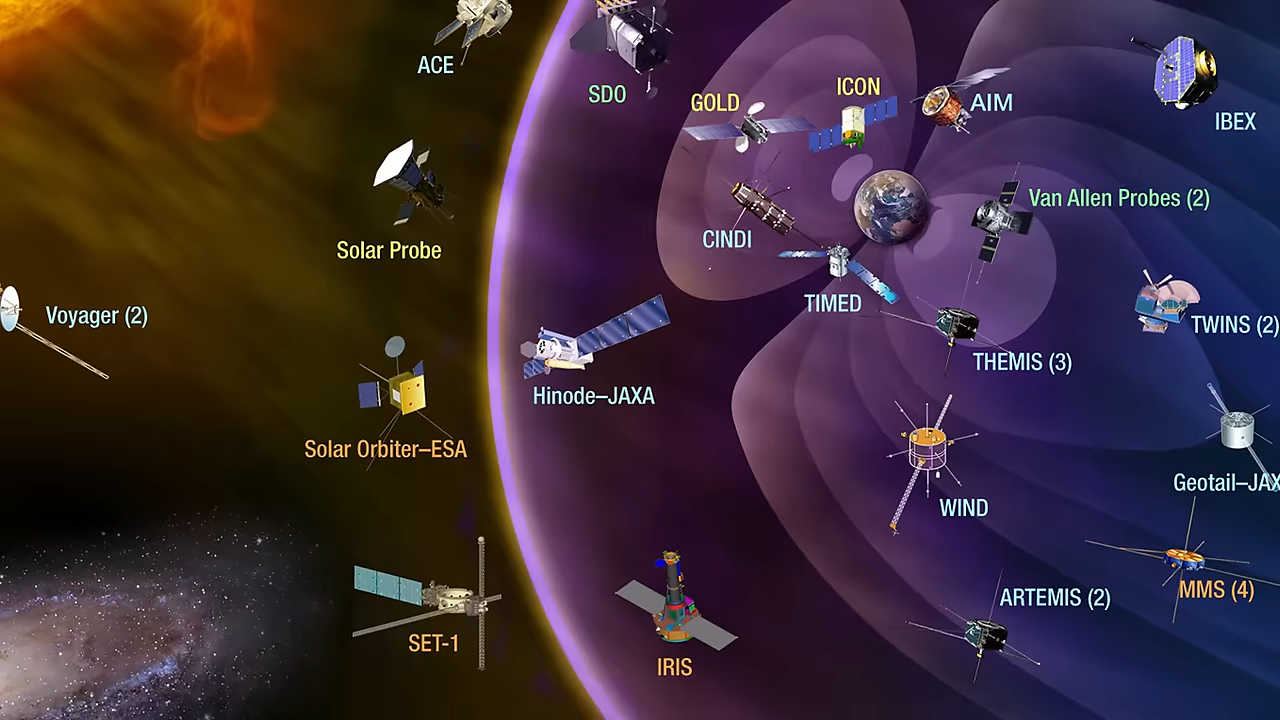 ACE
SDO
GOLD
ICON
AIM
IBEX
Solar Probe
CINDI
Van Allen Probes (2)
Voyager (2)
TIMED
TWINS (2)
THEMIS (3)
Hinode–JAXA
Solar Orbiter–ESA
Geotail–JAX
WIND
MMS (4)
ARTEMIS (2)
SET-1
IRIS